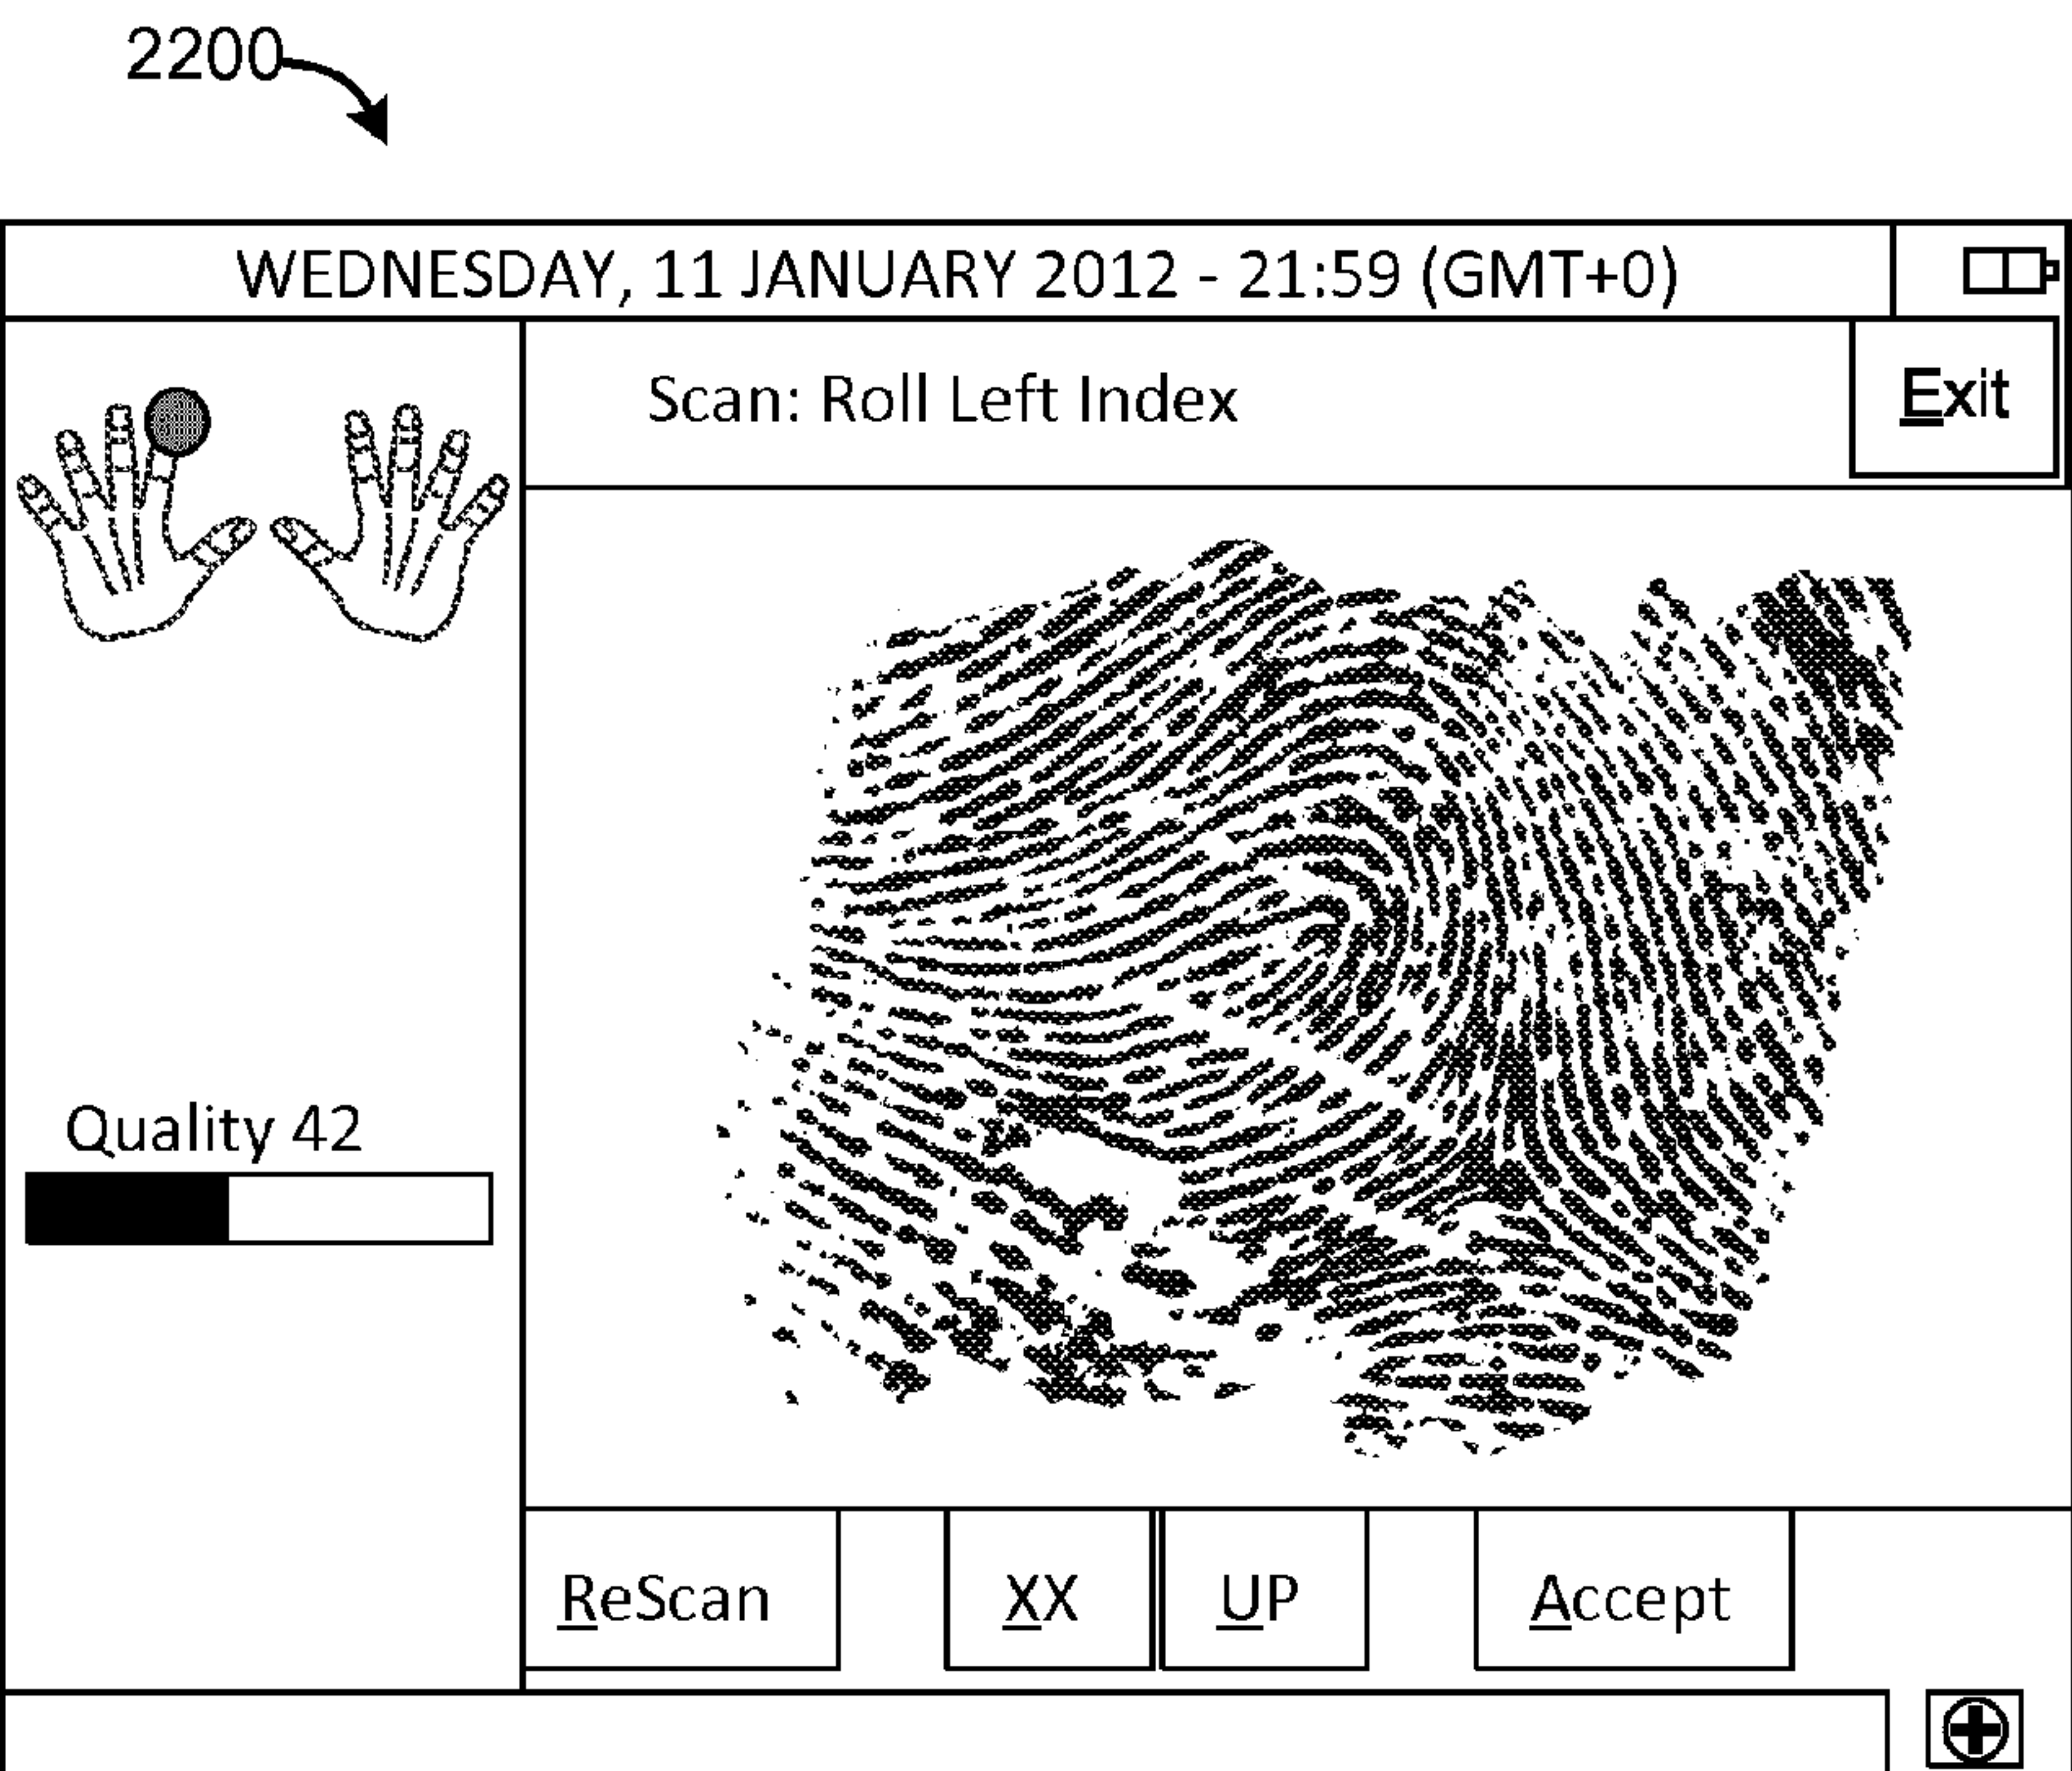 2200
WEDNESDAY, 11 JANUARY 2012 - 21:59 (GMT+0)
Scan: Roll Left Index
Exit
Quality 42
ReScan
XX
UP
Accept